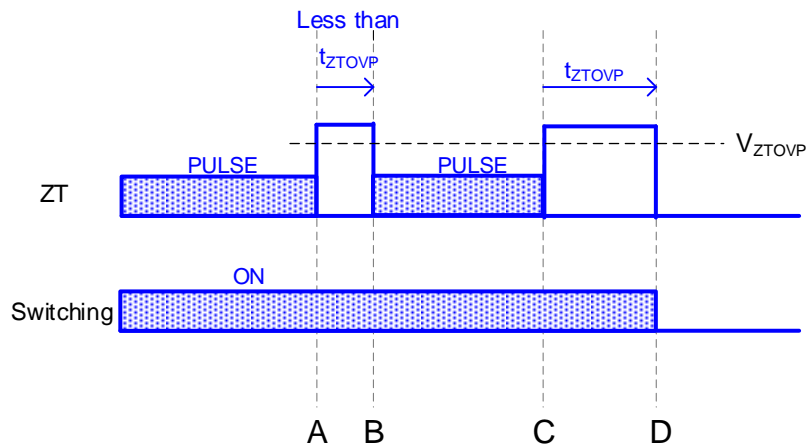 Less than
tZTOVP
tZTOVP
VZTOVP
PULSE
PULSE
ZT
ON
Switching
A B C D